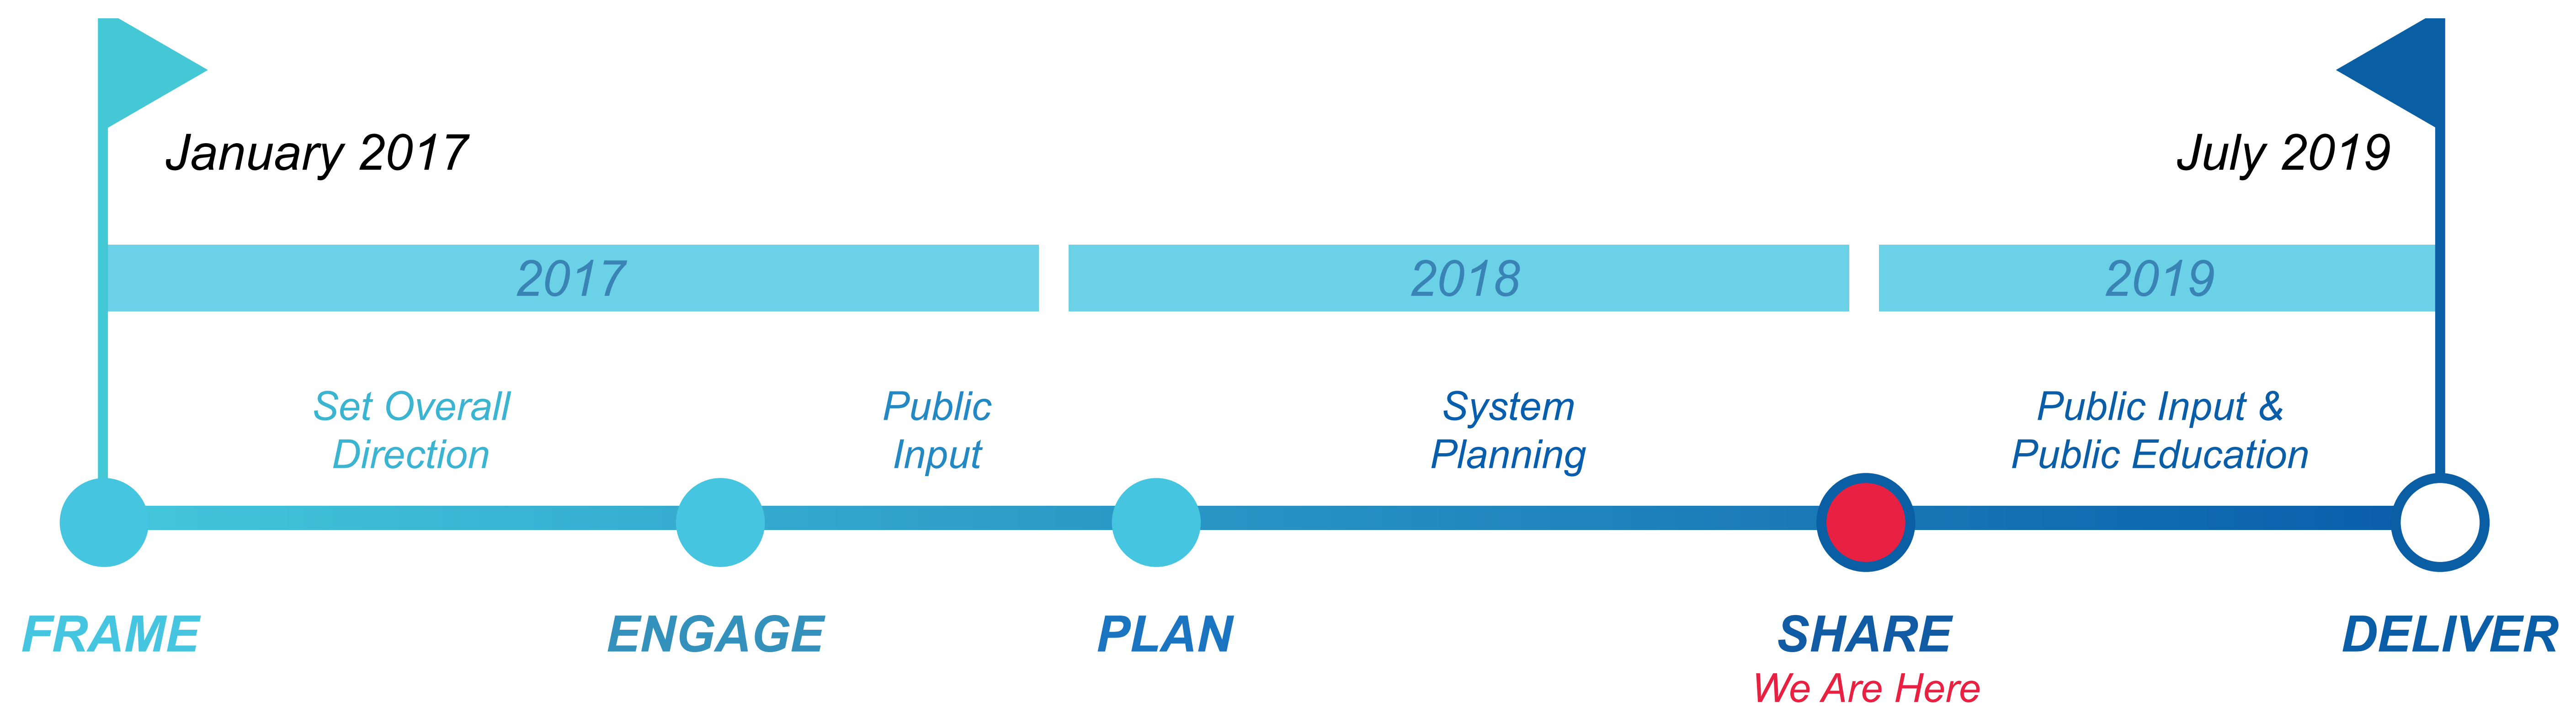 January 2017
July 2019
2017
2018
2019
Set Overall
Direction
Public
Input
System
Planning
Public Input &
Public Education
FRAME
ENGAGE
PLAN
SHARE
We Are Here
DELIVER